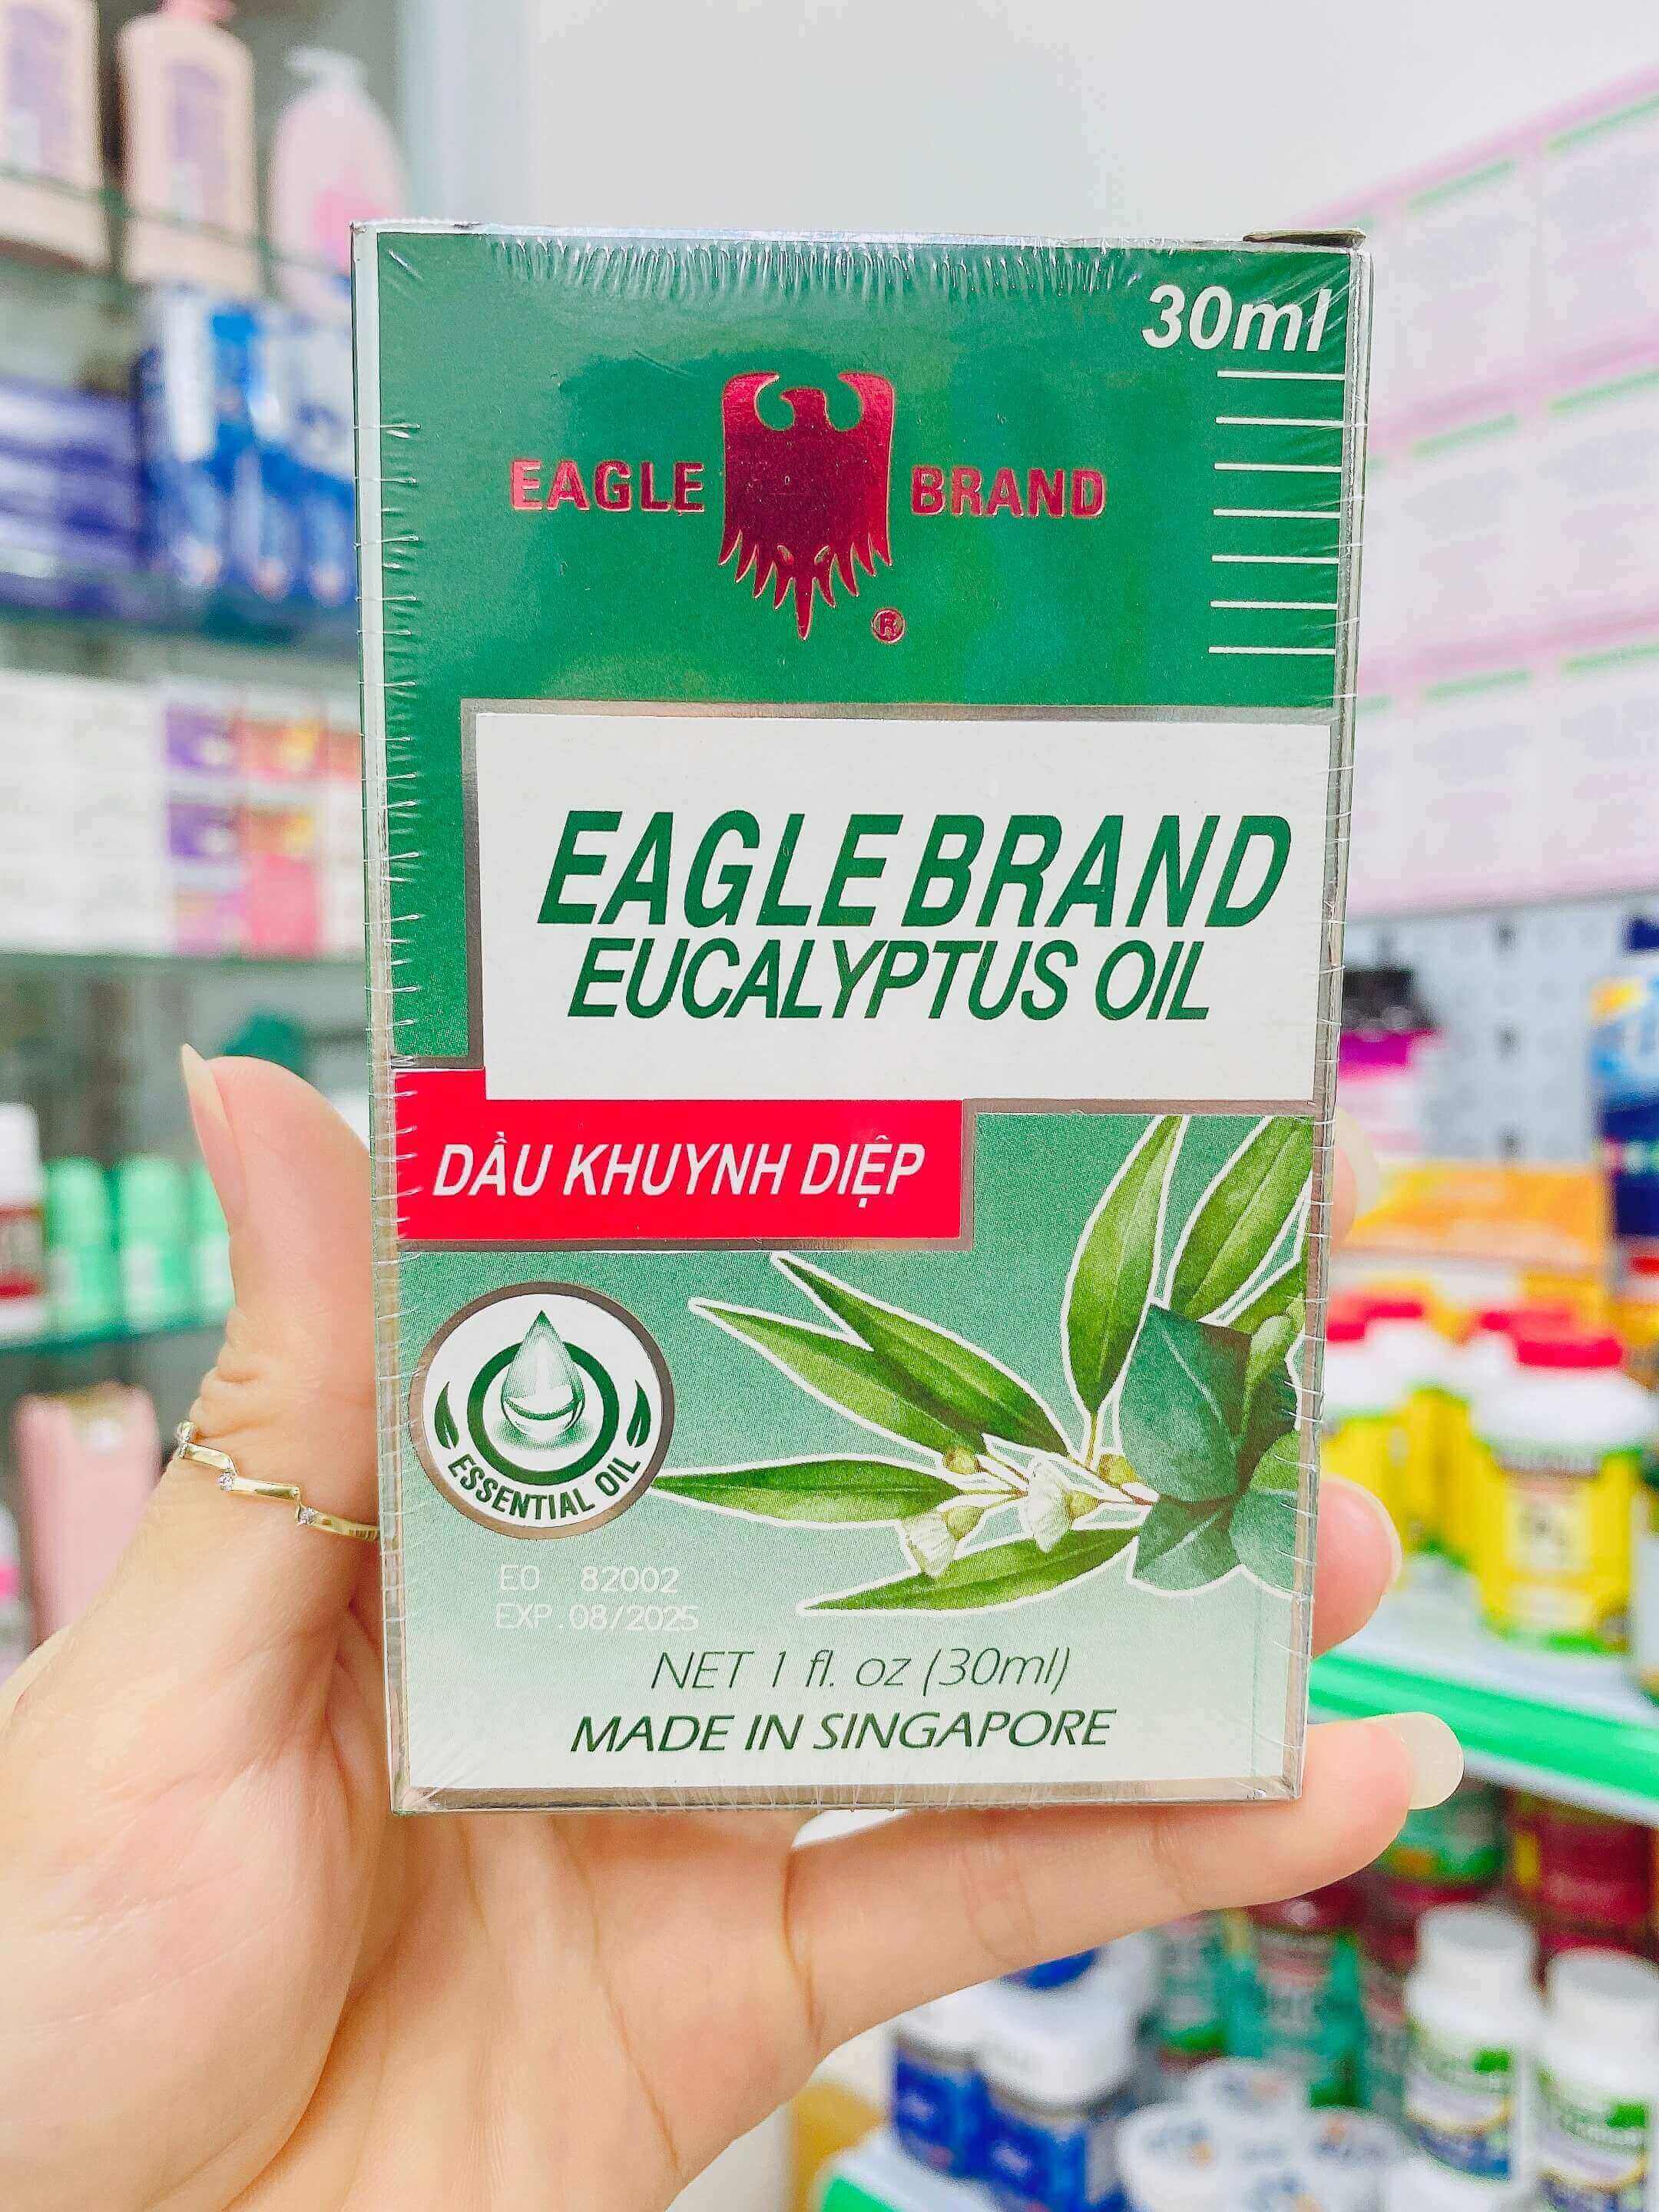 30ml
EAGLE BRAND
®
EAGLE BRAND
EUCALYPTUS OIL
DẦU KHUYNH DIỆP
ESSENTIAL OIL
EO 82002
EXP.08/2025
NET 1 fl. oz (30ml)
MADE IN SINGAPORE